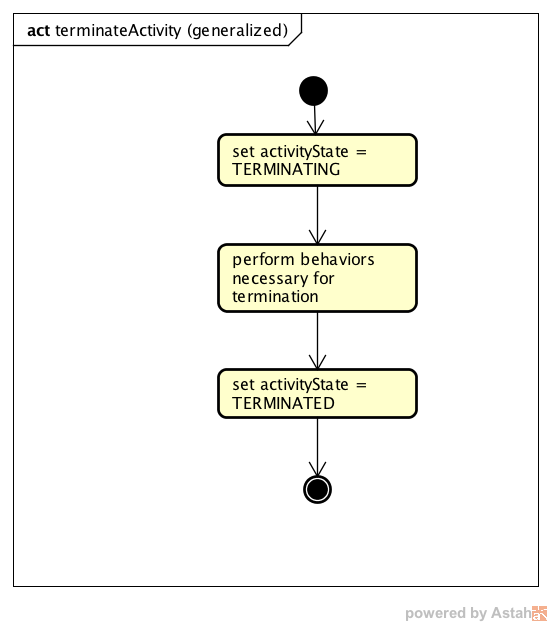 act terminateActivity (generalized)
set activityState =
TERMINATING
perform behaviors
necessary for
termination
set activityState =
TERMINATED
powered by Astah